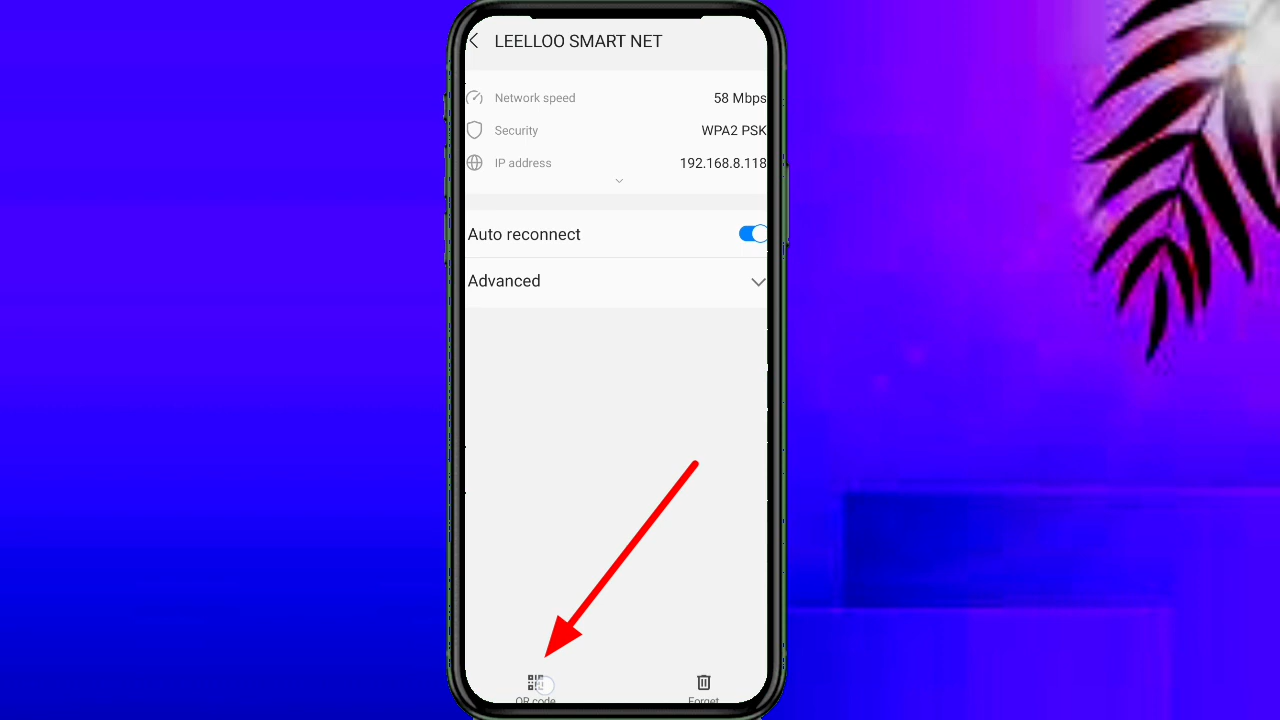 LEELLOO SMART NET
Network speed 58 Mbps
Security WPA2 PSK
IP address 192.168.8.118
Auto reconnect
Advanced
QR code Forget